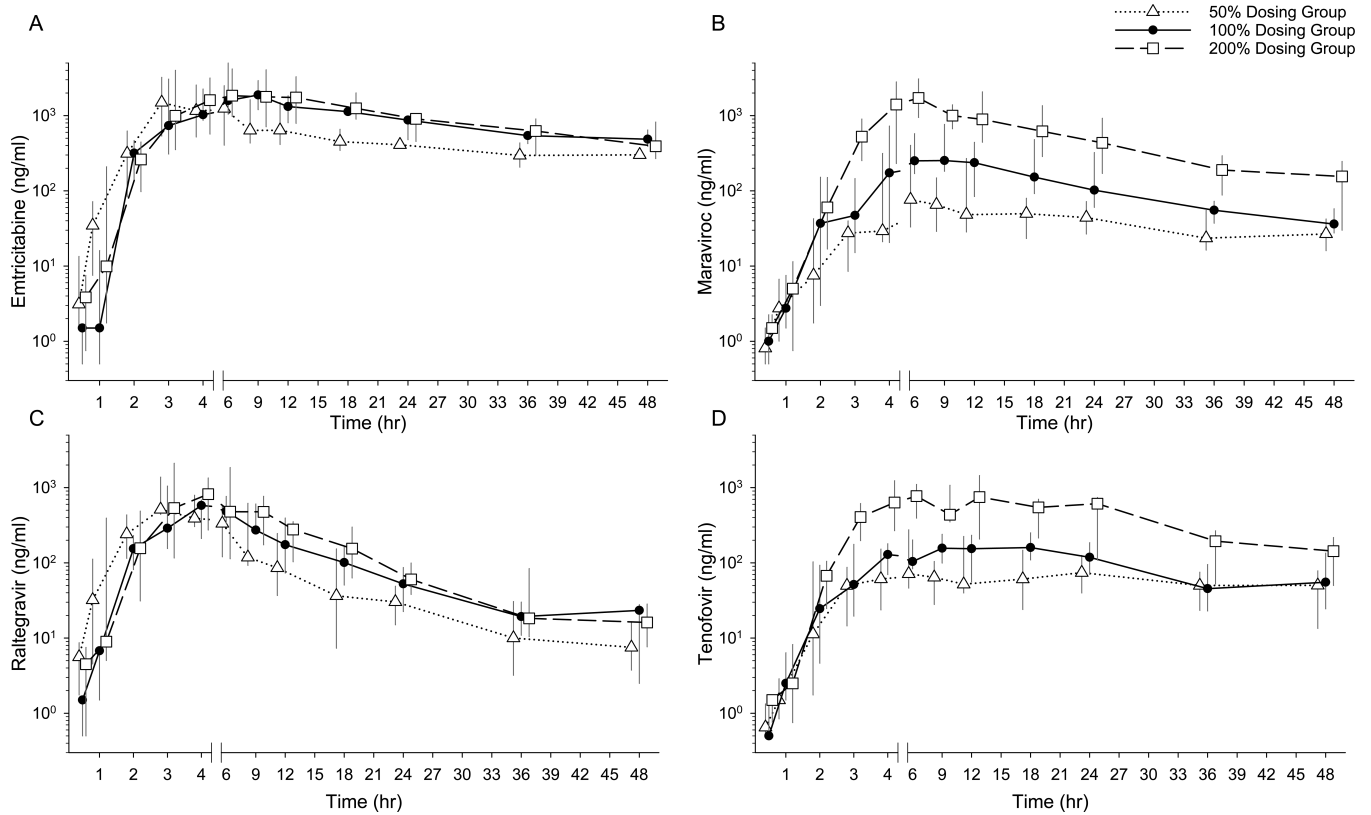 A
B
50% Dosing Group
100% Dosing Group
200% Dosing Group
Emtricitabine (ng/ml)
10³
10²
10¹
10⁰
1 2 3 4 6 9 12 15 18 21 24 27 30 33 36 39 42 45 48
Time (hr)
Maraviroc (ng/ml)
10³
10²
10¹
10⁰
1 2 3 4 6 9 12 15 18 21 24 27 30 33 36 39 42 45 48
Time (hr)
C
D
Raltegravir (ng/ml)
10³
10²
10¹
10⁰
1 2 3 4 6 9 12 15 18 21 24 27 30 33 36 39 42 45 48
Time (hr)
Tenofovir (ng/ml)
10³
10²
10¹
10⁰
1 2 3 4 6 9 12 15 18 21 24 27 30 33 36 39 42 45 48
Time (hr)